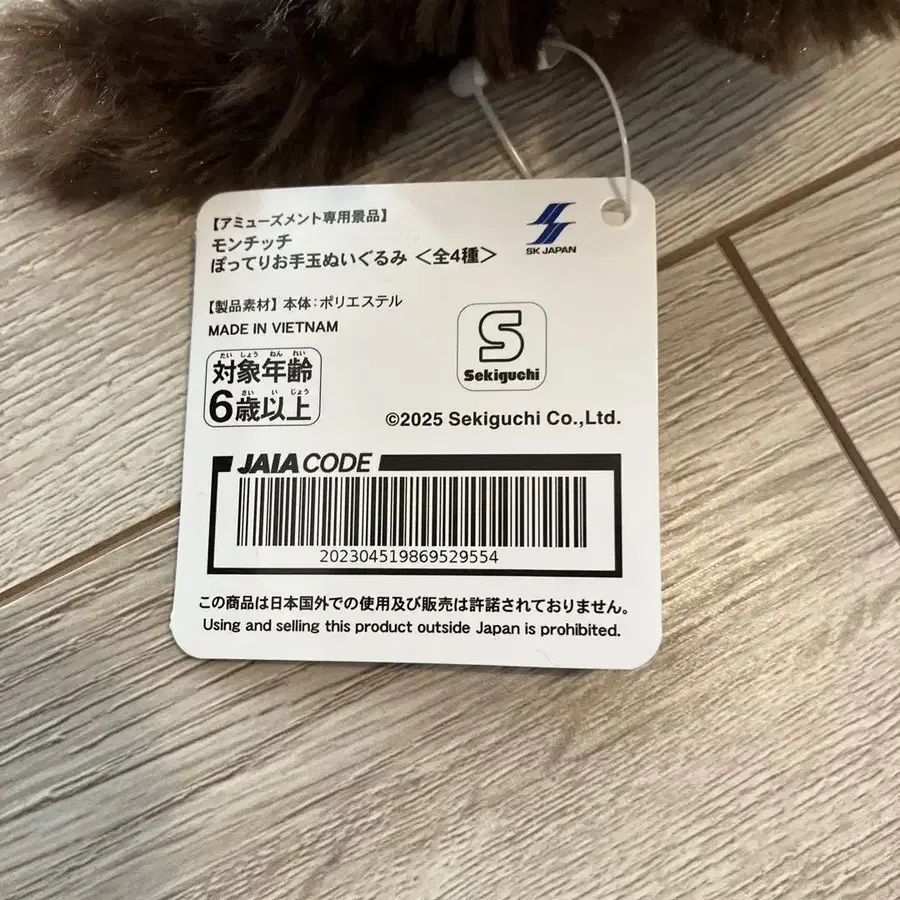 【アミューズメント専用景品】
モンチッチ
ぽってりお手玉ぬいぐるみ ＜全4種＞
SK JAPAN
【製品素材】本体：ポリエステル
MADE IN VIETNAM
たいしょうねんれい
対象年齢
さいいじょう
6歳以上
S
Sekiguchi
©2025 Sekiguchi Co.,Ltd.
JAIA CODE
202304519869529554
この商品は日本国外での使用及び販売は許諾されておりません。
Using and selling this product outside Japan is prohibited.